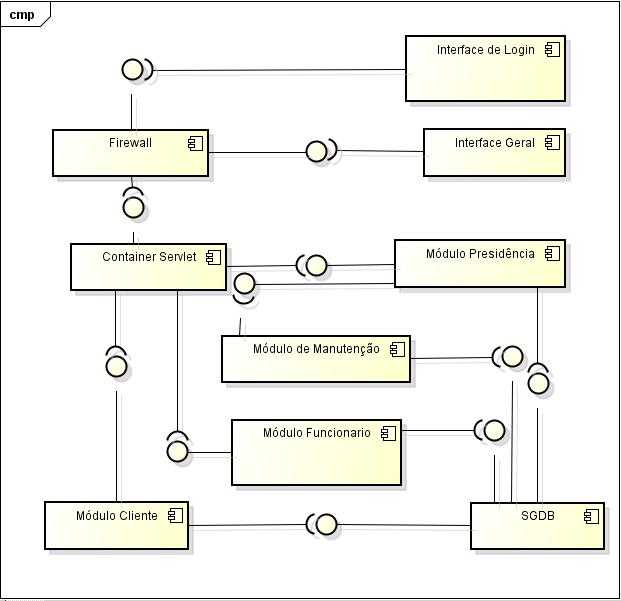 cmp
Interface de Login
Firewall
Interface Geral
Container Servlet
Módulo Presidência
Módulo de Manutenção
Módulo Funcionario
Módulo Cliente
SGDB